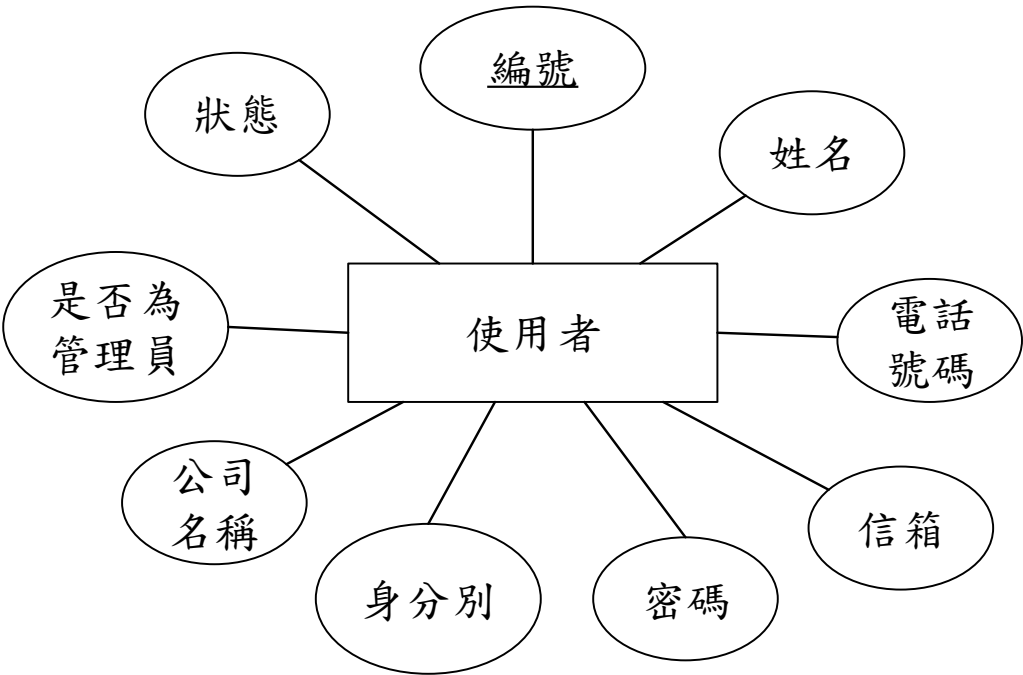 編號
狀態
姓名
是否為
管理員
使用者
電話
號碼
公司
名稱
信箱
身分別
密碼